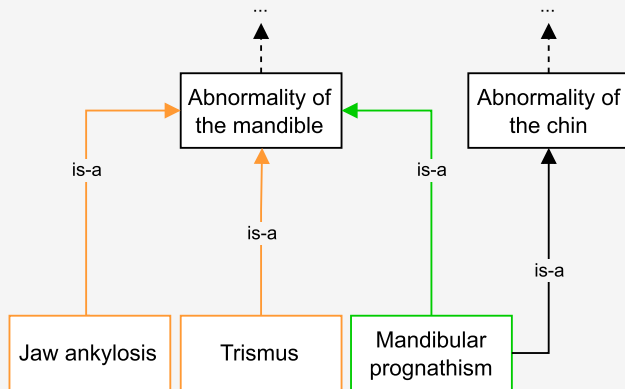 ... ...
Abnormality of
the mandible
Abnormality of
the chin
is-a
is-a
is-a
is-a
Jaw ankylosis
Trismus
Mandibular
prognathism